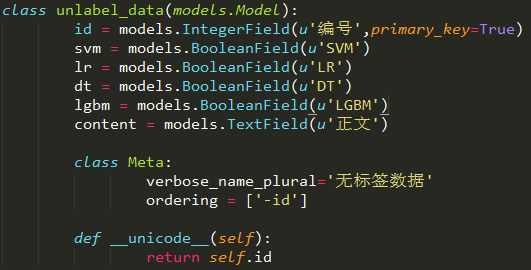 class unlabel_data(models.Model):
id = models.IntegerField(u'编号',primary_key=True)
svm = models.BooleanField(u'SVM')
lr = models.BooleanField(u'LR')
dt = models.BooleanField(u'DT')
lgbm = models.BooleanField(u'LGBM')
content = models.TextField(u'正文')
class Meta:
verbose_name_plural='无标签数据'
ordering = ['-id']
def __unicode__(self):
return self.id